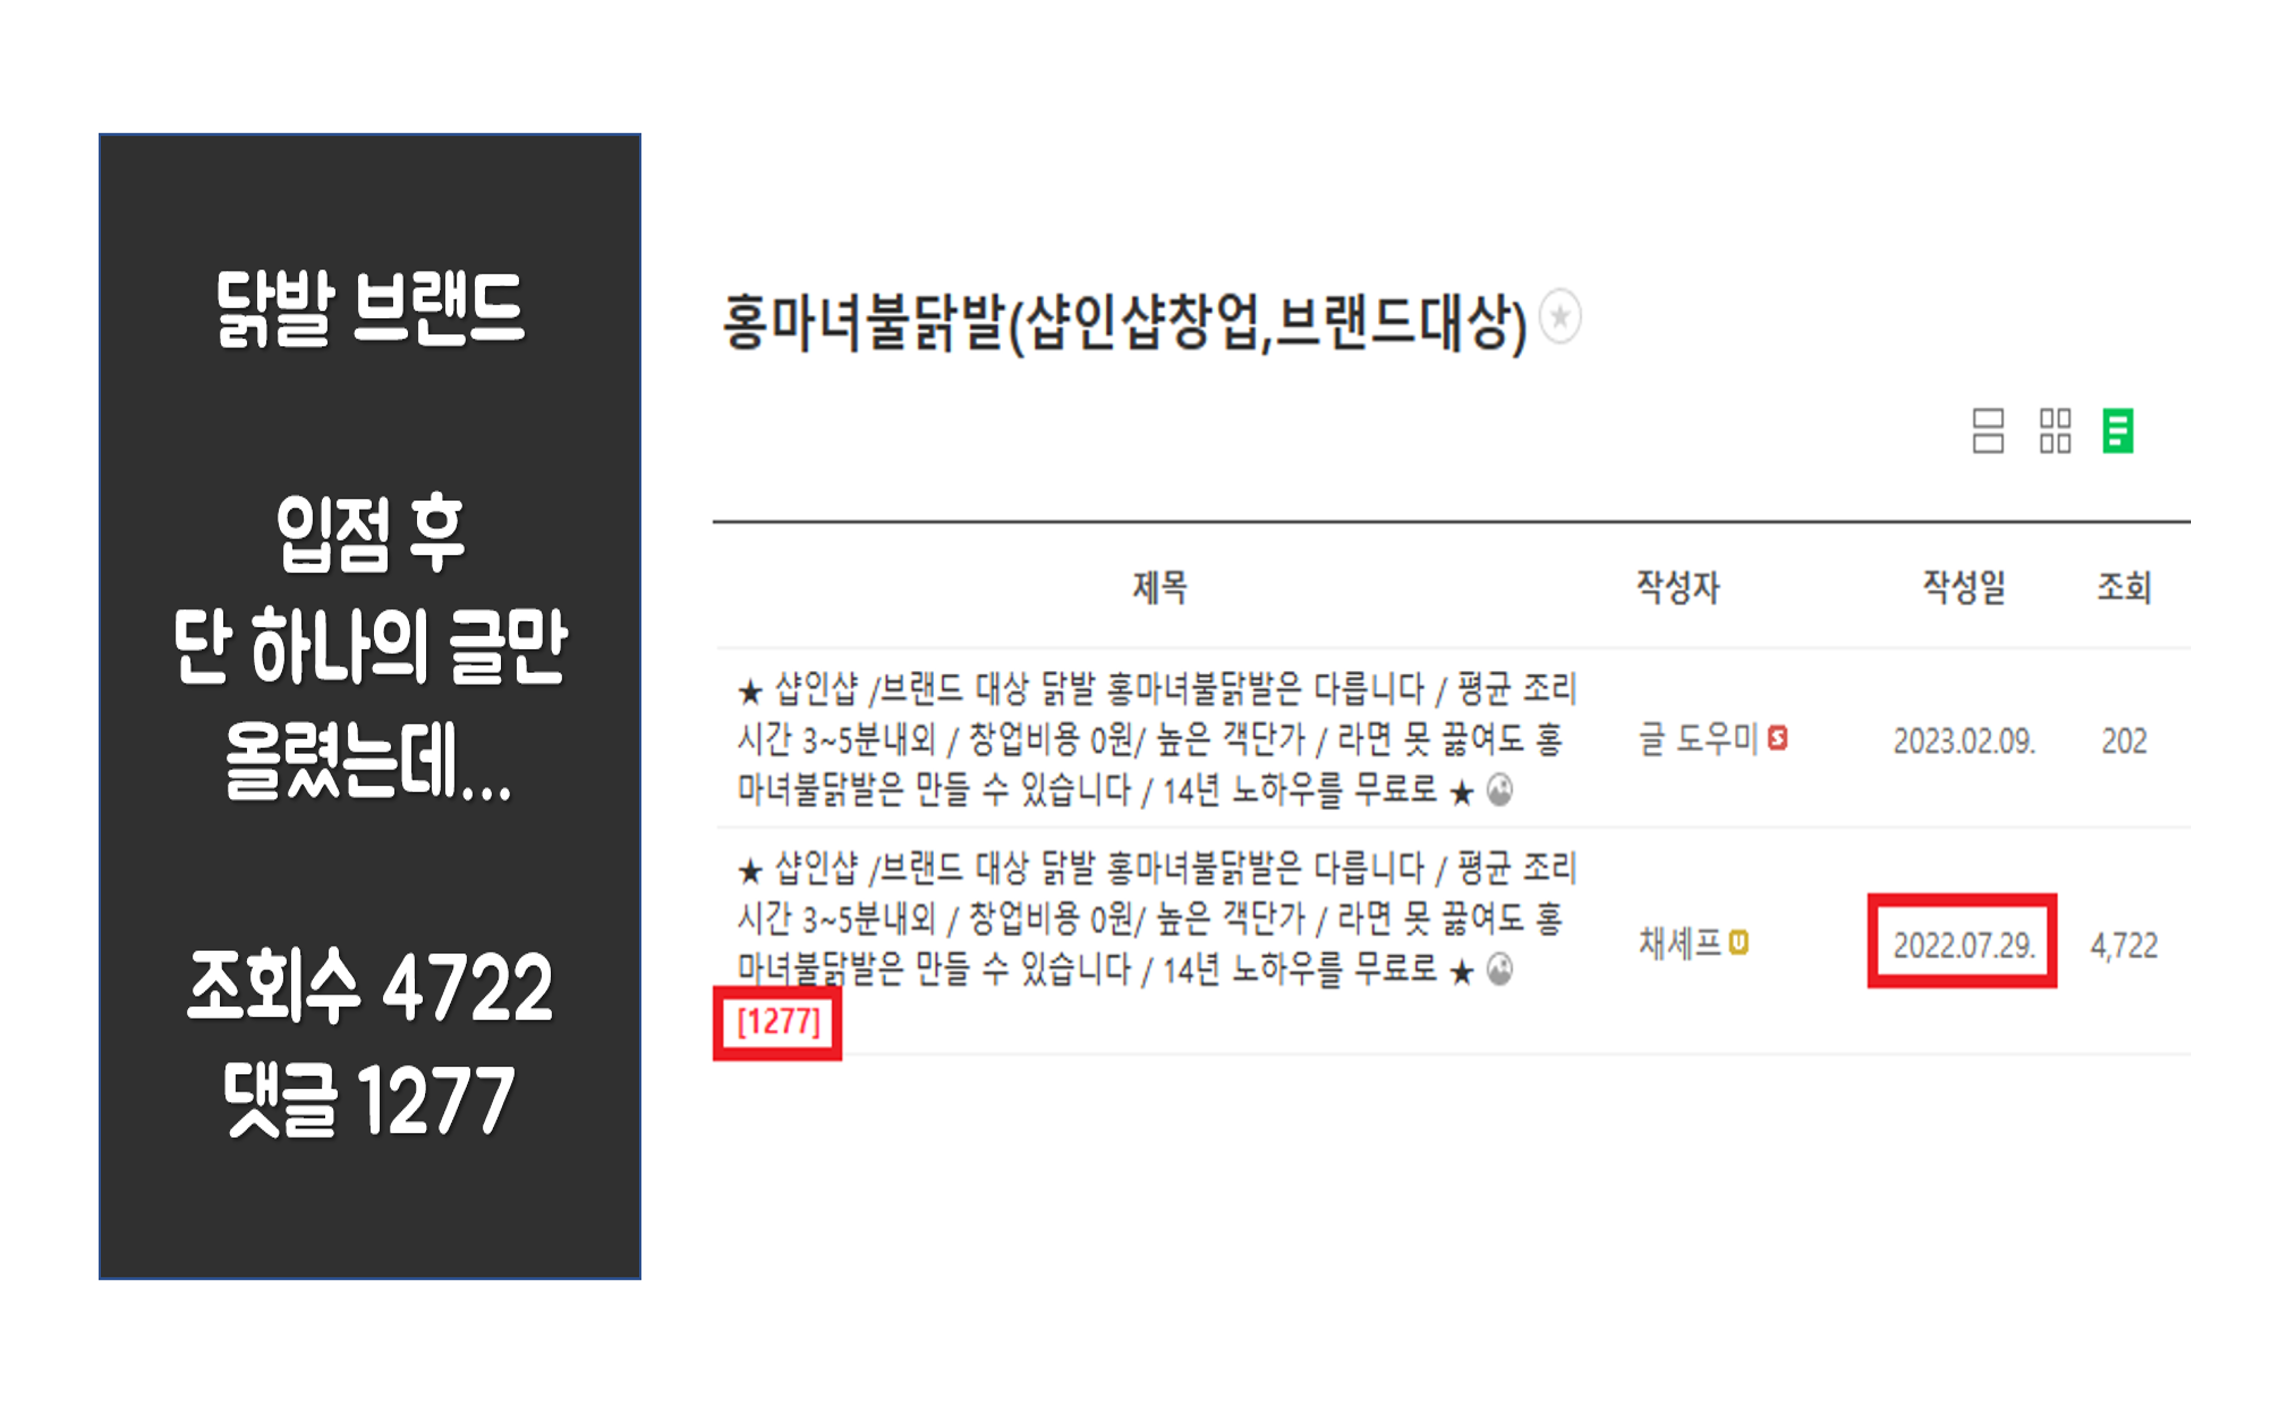 닭발 브랜드
입점 후
단 하나의 글만
올렸는데...
조회수 4722
댓글 1277
홍마녀불닭발(샵인샵창업,브랜드대상)
제목 작성자 작성일 조회
★ 샵인샵 /브랜드 대상 닭발 홍마녀불닭발은 다릅니다 / 평균 조리
시간 3~5분내외 / 창업비용 0원/ 높은 객단가 / 라면 못 끓여도 홍
마녀불닭발은 만들 수 있습니다 / 14년 노하우를 무료로 ★
글 도우미 S 2023.02.09. 202
★ 샵인샵 /브랜드 대상 닭발 홍마녀불닭발은 다릅니다 / 평균 조리
시간 3~5분내외 / 창업비용 0원/ 높은 객단가 / 라면 못 끓여도 홍
마녀불닭발은 만들 수 있습니다 / 14년 노하우를 무료로 ★
[1277]
채셰프 U 2022.07.29. 4,722